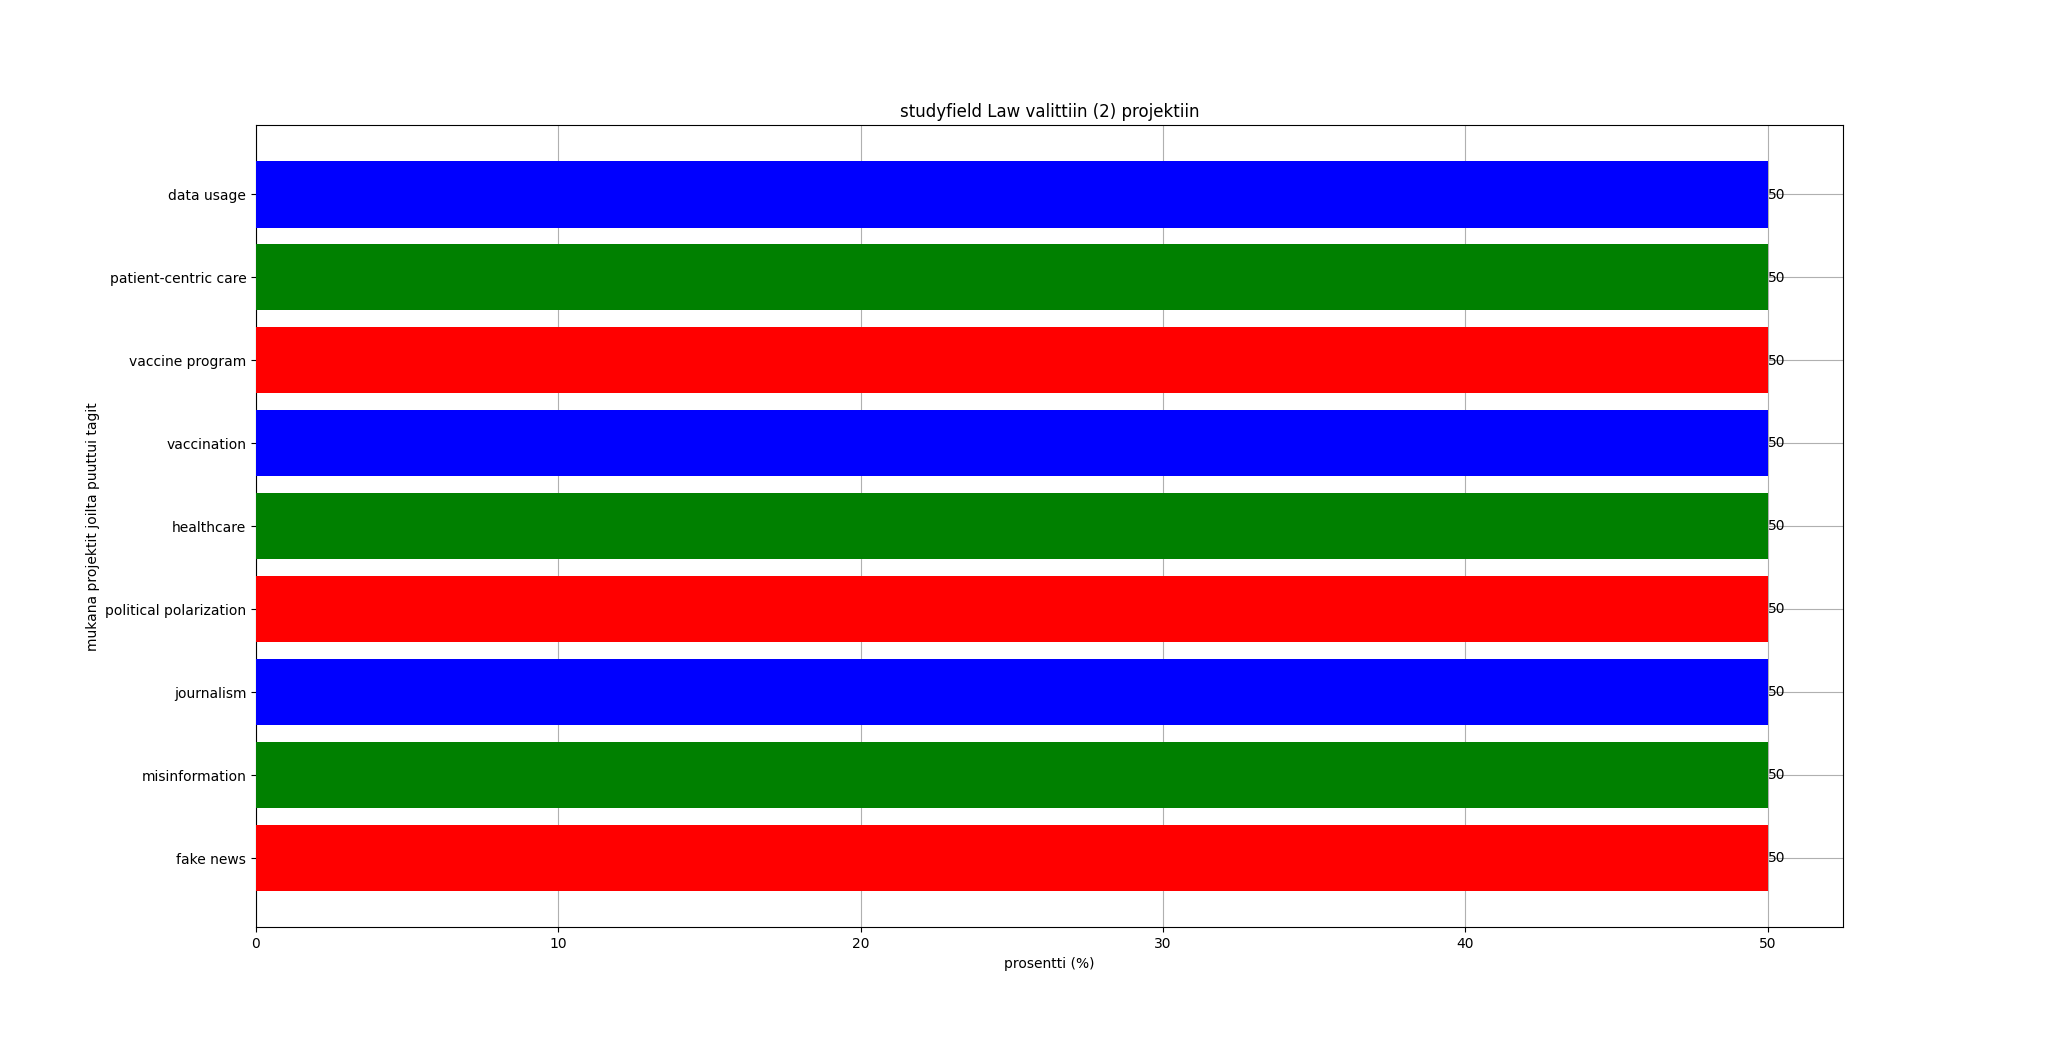 studyfield Law valittiin (2) projektiin
mukana projektit joilta puuttui tagit
data usage
50
patient-centric care
50
vaccine program
50
vaccination
50
healthcare
50
political polarization
50
journalism
50
misinformation
50
fake news
50
0 10 20 30 40 50
prosentti (%)